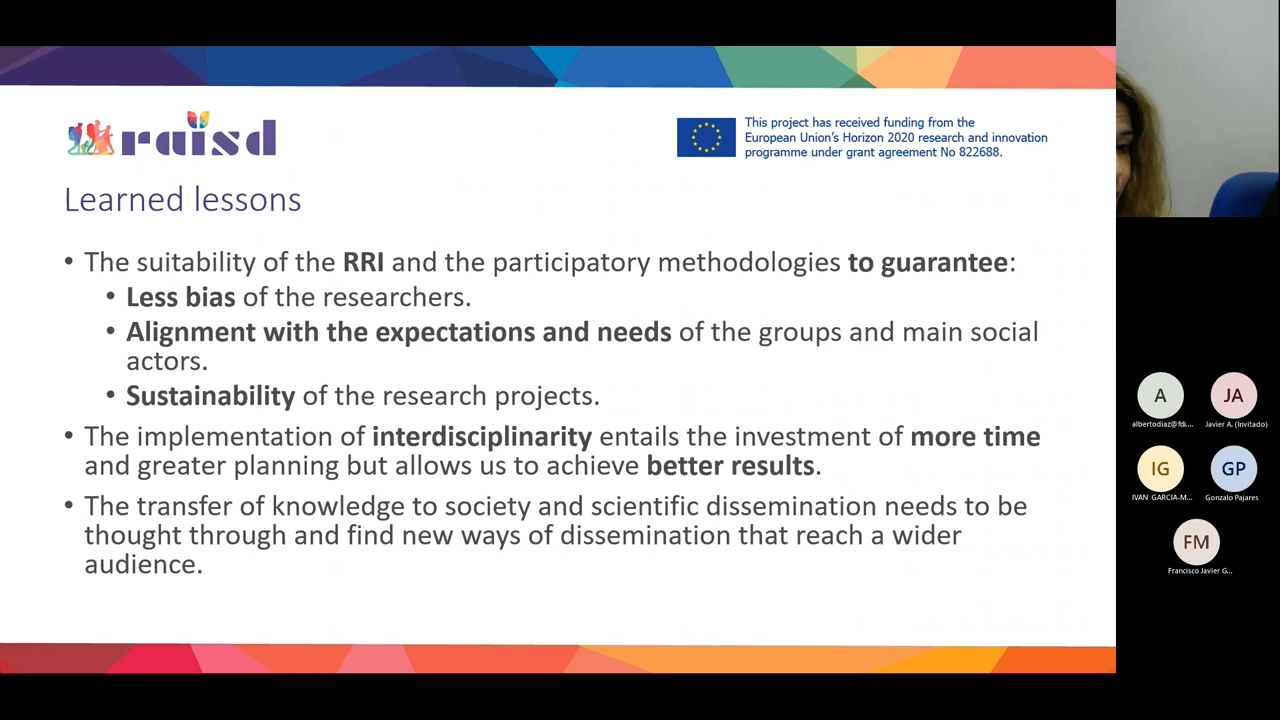 raisd
This project has received funding from the
European Union's Horizon 2020 research and innovation
programme under grant agreement No 822688.
Learned lessons
• The suitability of the RRI and the participatory methodologies to guarantee:
• Less bias of the researchers.
• Alignment with the expectations and needs of the groups and main social
actors.
• Sustainability of the research projects.
• The implementation of interdisciplinarity entails the investment of more time
and greater planning but allows us to achieve better results.
• The transfer of knowledge to society and scientific dissemination needs to be
thought through and find new ways of dissemination that reach a wider
audience.
A
JA
albertodiaz@fdi....
Javier A. (Invitado)
IG
GP
IVAN GARCIA-M...
Gonzalo Pajares
FM
Francisco Javier G...